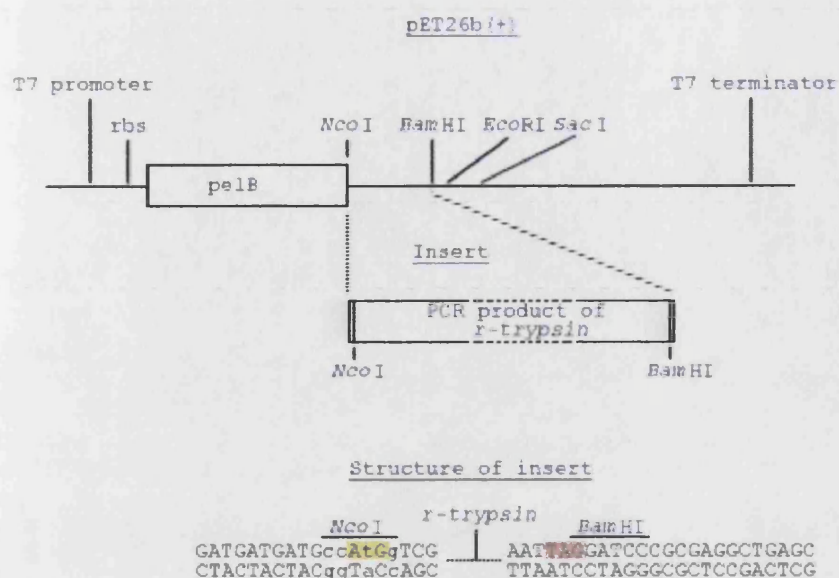 pET26b(+)
T7 promoter
T7 terminator
rbs
NcoI
BamHI
EcoRI
SacI
pelB
Insert
PCR product of
r-trypsin
NcoI
BamHI
Structure of insert
NcoI
r-trypsin
BamHI
GATGATGATGccAtGgTCG
AATTAGGATCCCGCGAGGCTGAGC
CTACTACTACggTaCcAGC
TTAATCCTAGGGCGCTCCGACTCG